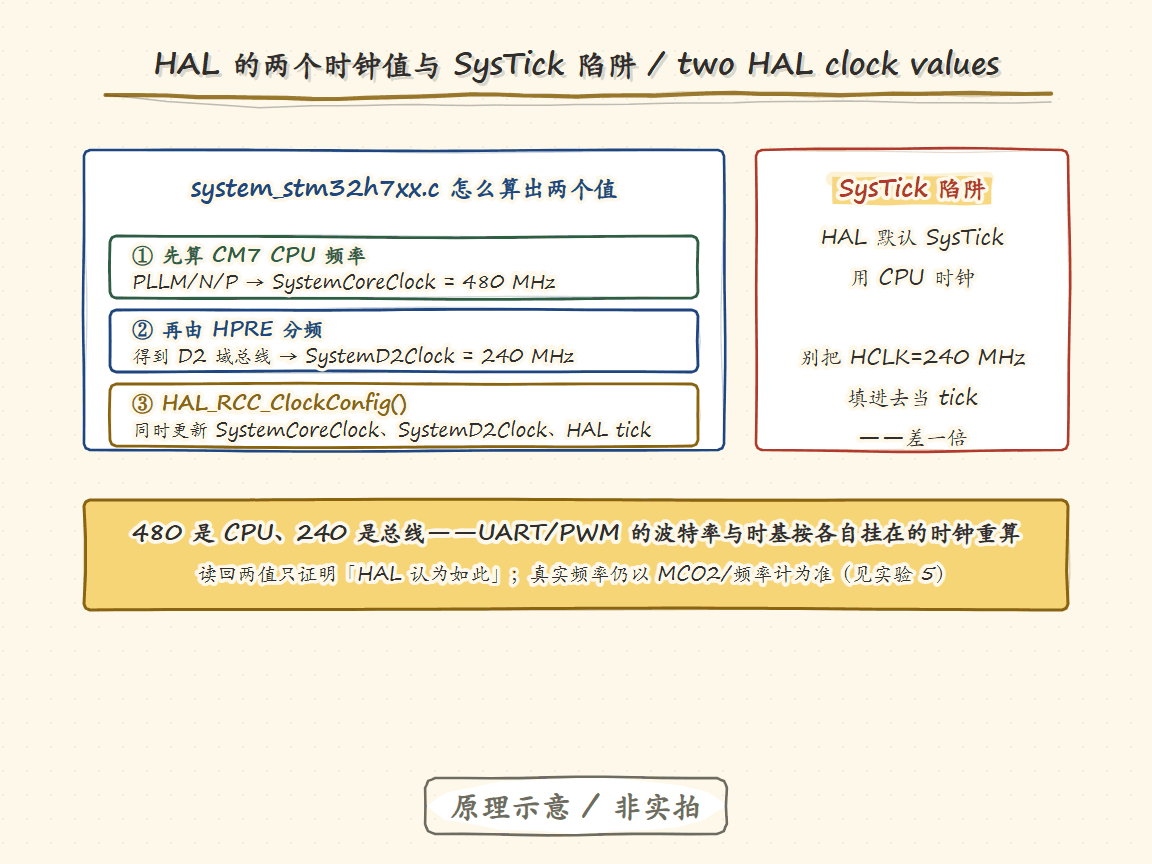 HAL 的两个时钟值与 SysTick 陷阱 / two HAL clock values
system_stm32h7xx.c 怎么算出两个值
① 先算 CM7 CPU 频率
PLLM/N/P → SystemCoreClock = 480 MHz
② 再由 HPRE 分频
得到 D2 域总线 → SystemD2Clock = 240 MHz
③ HAL_RCC_ClockConfig()
同时更新 SystemCoreClock、SystemD2Clock、HAL tick
SysTick 陷阱
HAL 默认 SysTick
用 CPU 时钟
别把 HCLK=240 MHz
填进去当 tick
——差一倍
480 是 CPU、240 是总线——UART/PWM 的波特率与时基按各自挂在的时钟重算
读回两值只证明「HAL 认为如此」；真实频率仍以 MCO2/频率计为准（见实验 5）
原理示意 / 非实拍